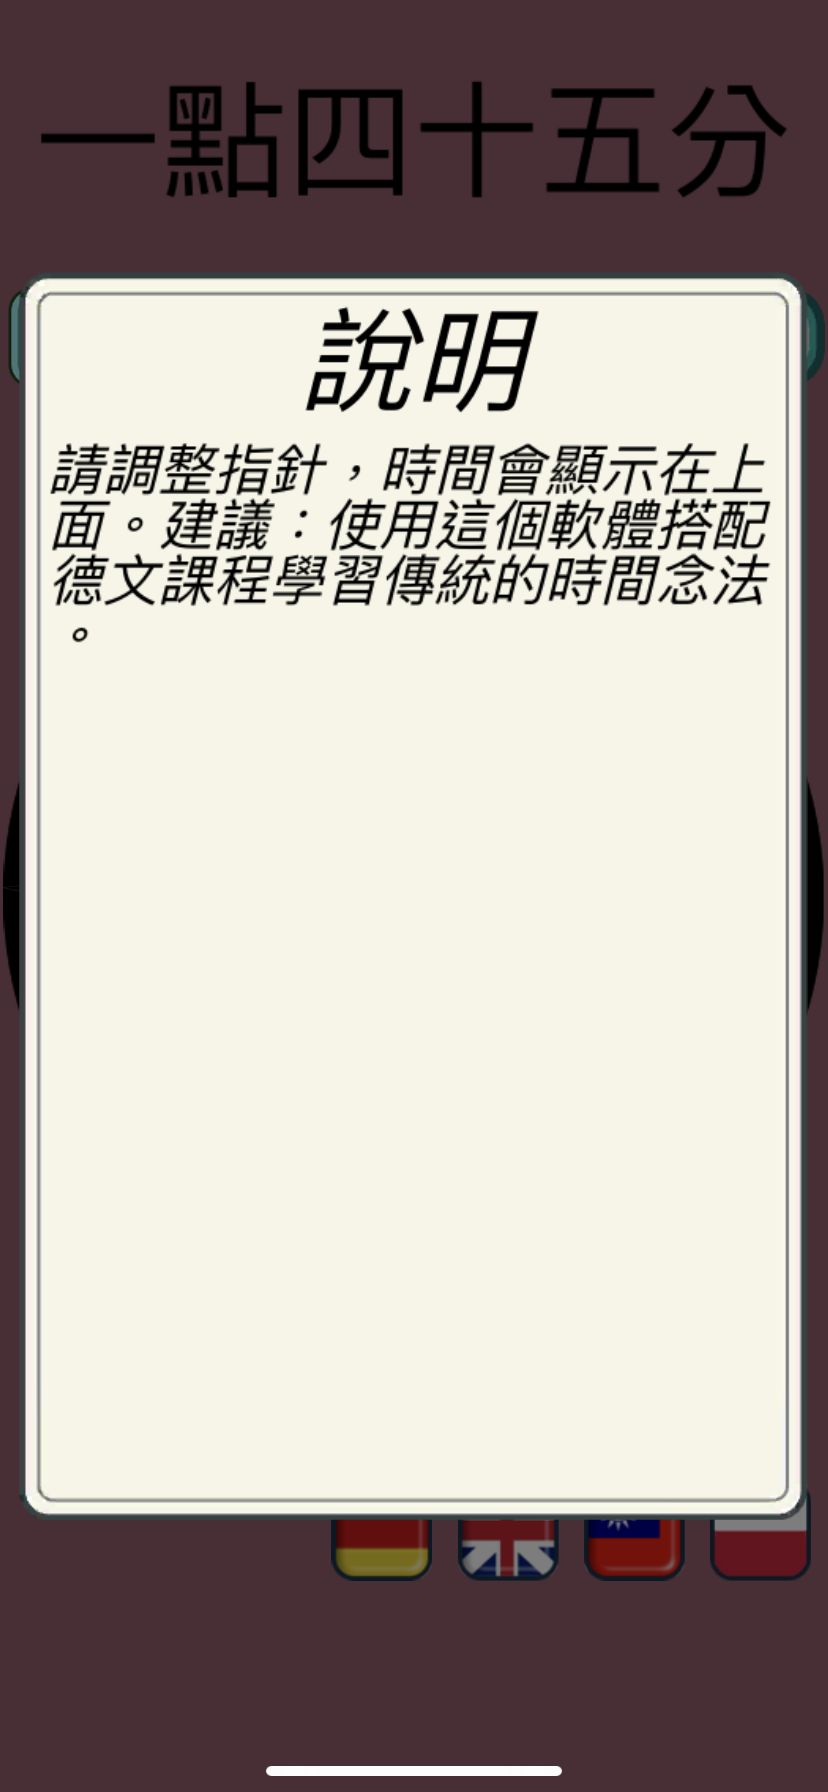 一點四十五分
說明
請調整指針，時間會顯示在上
面。建議：使用這個軟體搭配
德文課程學習傳統的時間念法
。